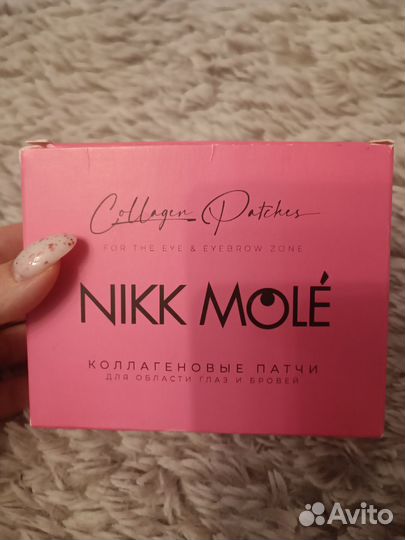 Collagen Patches
FOR THE EYE & EYEBROW ZONE
NIKK MOLÉ
КОЛЛАГЕНОВЫЕ ПАТЧИ
ДЛЯ ОБЛАСТИ ГЛАЗ И БРОВЕЙ
Avito